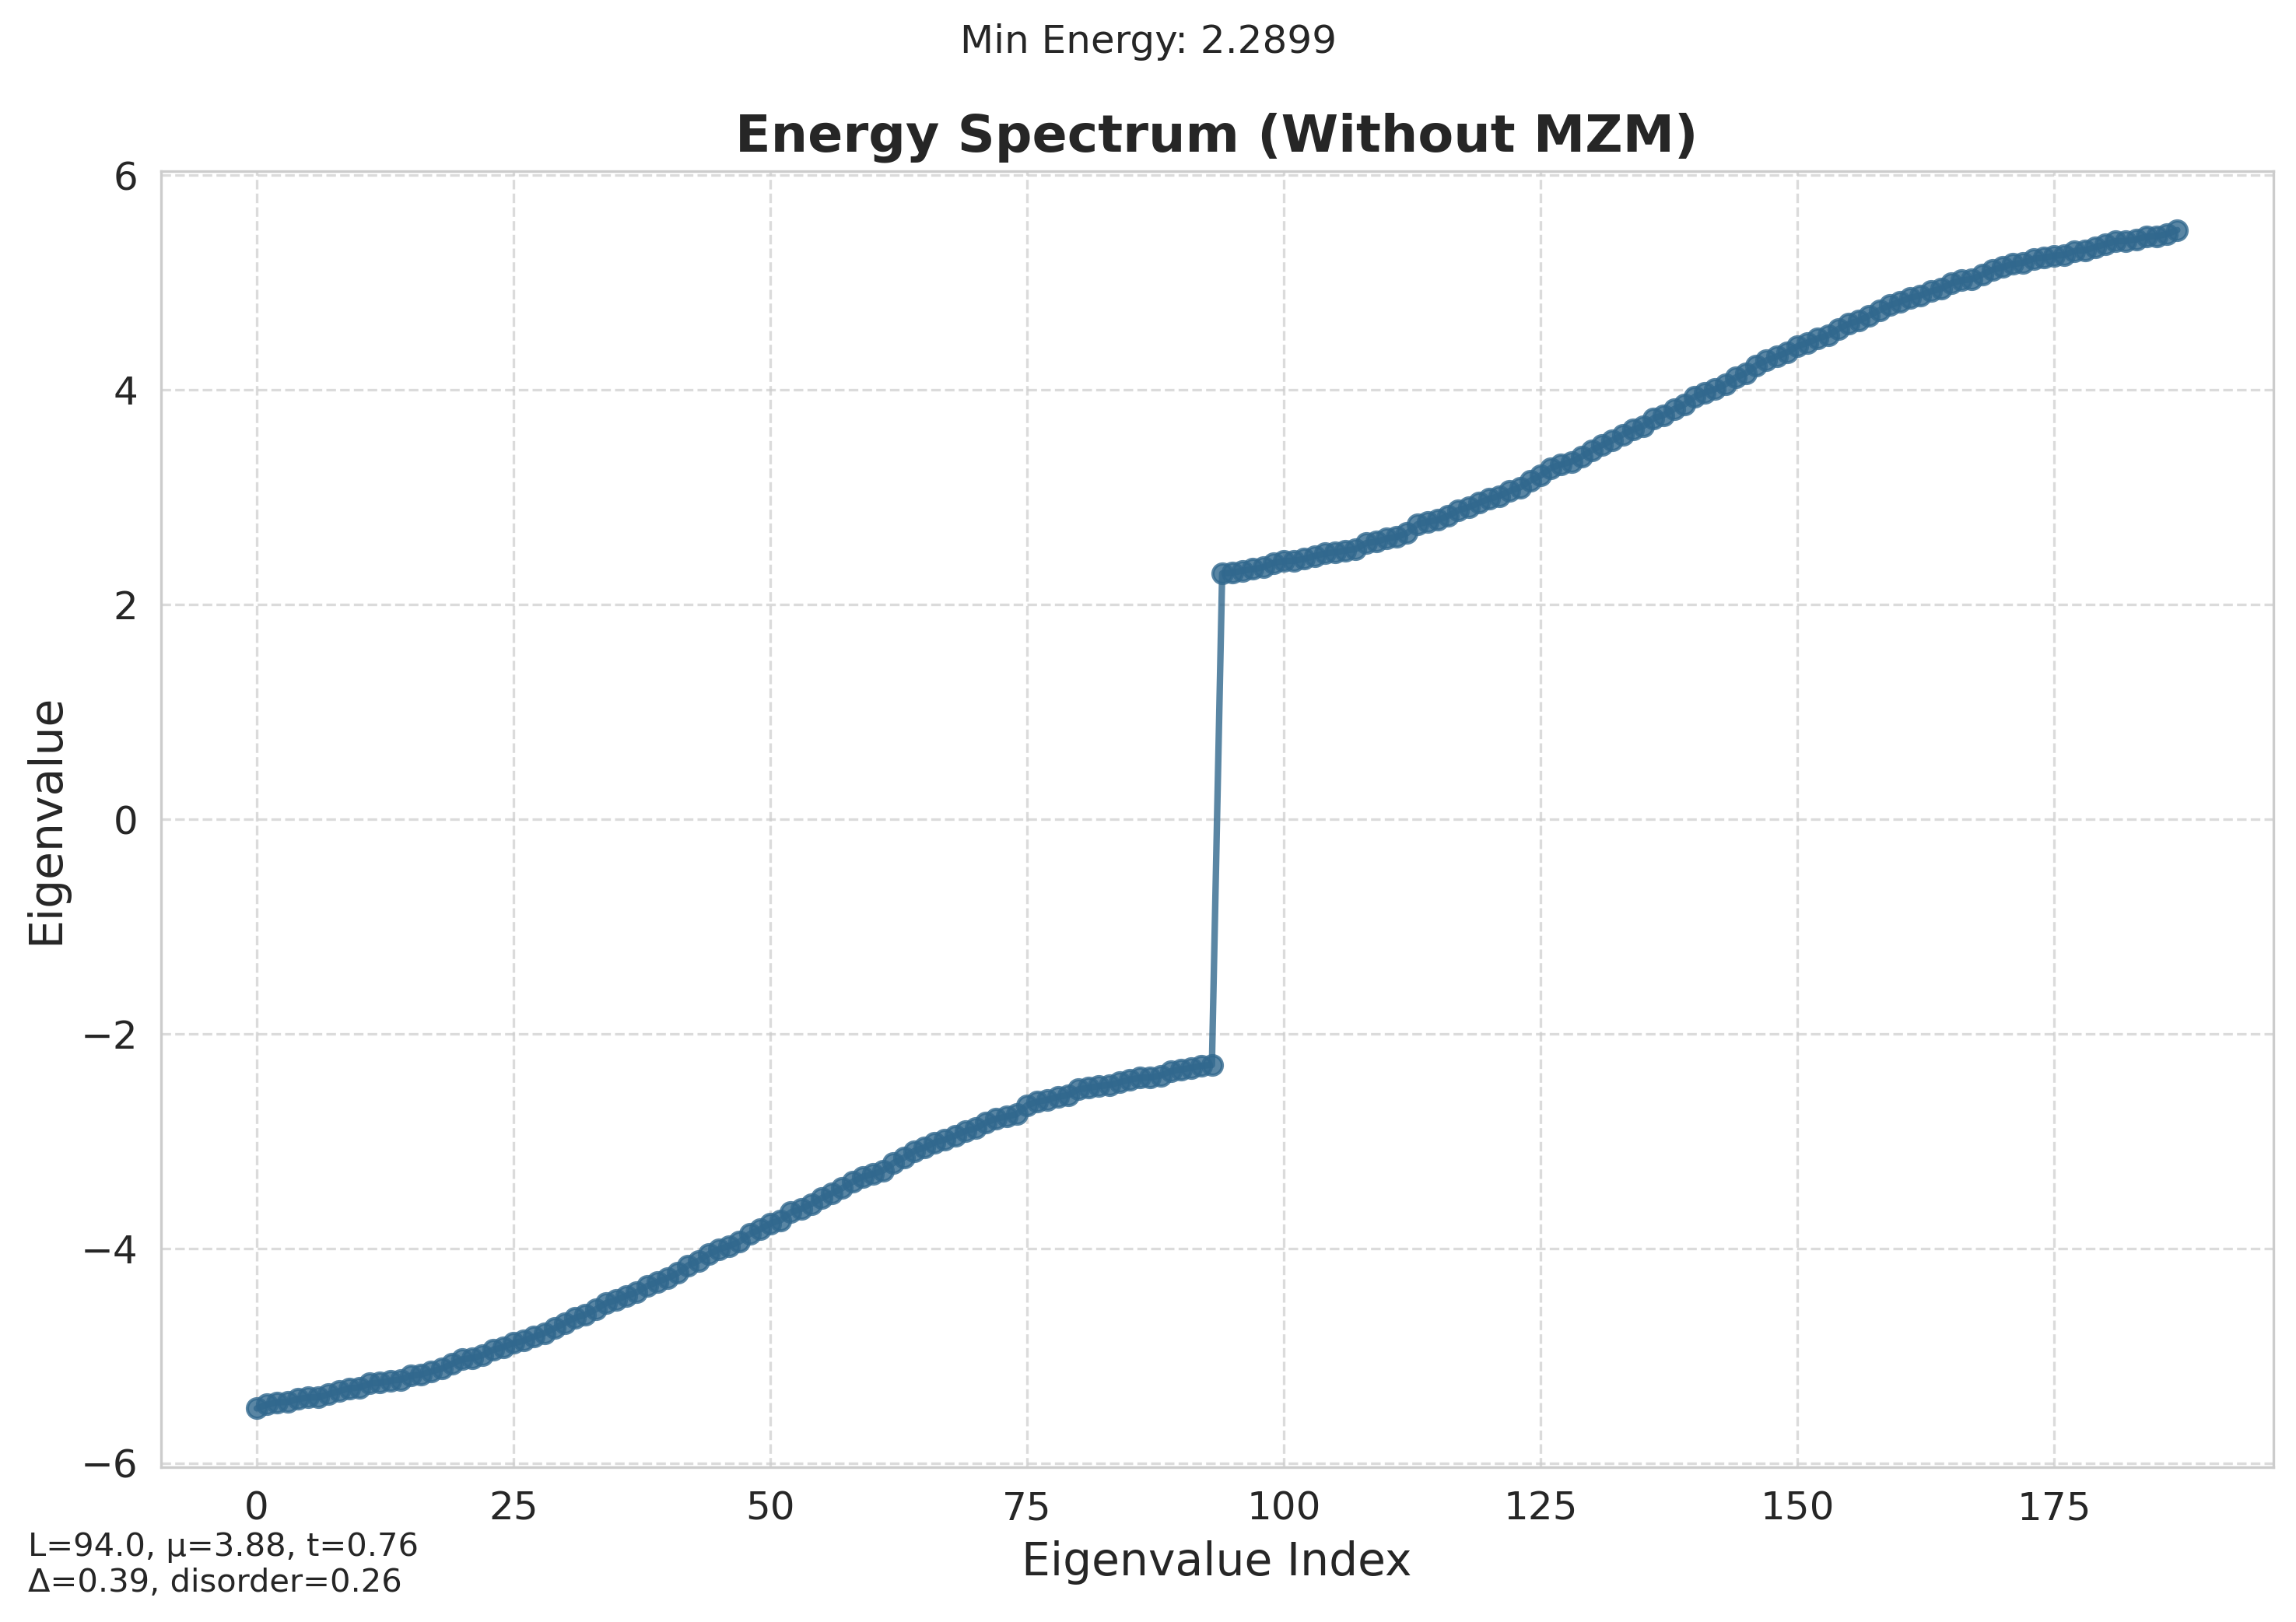 Min Energy: 2.2899
Energy Spectrum (Without MZM)
6
4
2
0
−2
−4
−6
Eigenvalue
0 25 50 75 100 125 150 175
Eigenvalue Index
L=94.0, μ=3.88, t=0.76
Δ=0.39, disorder=0.26